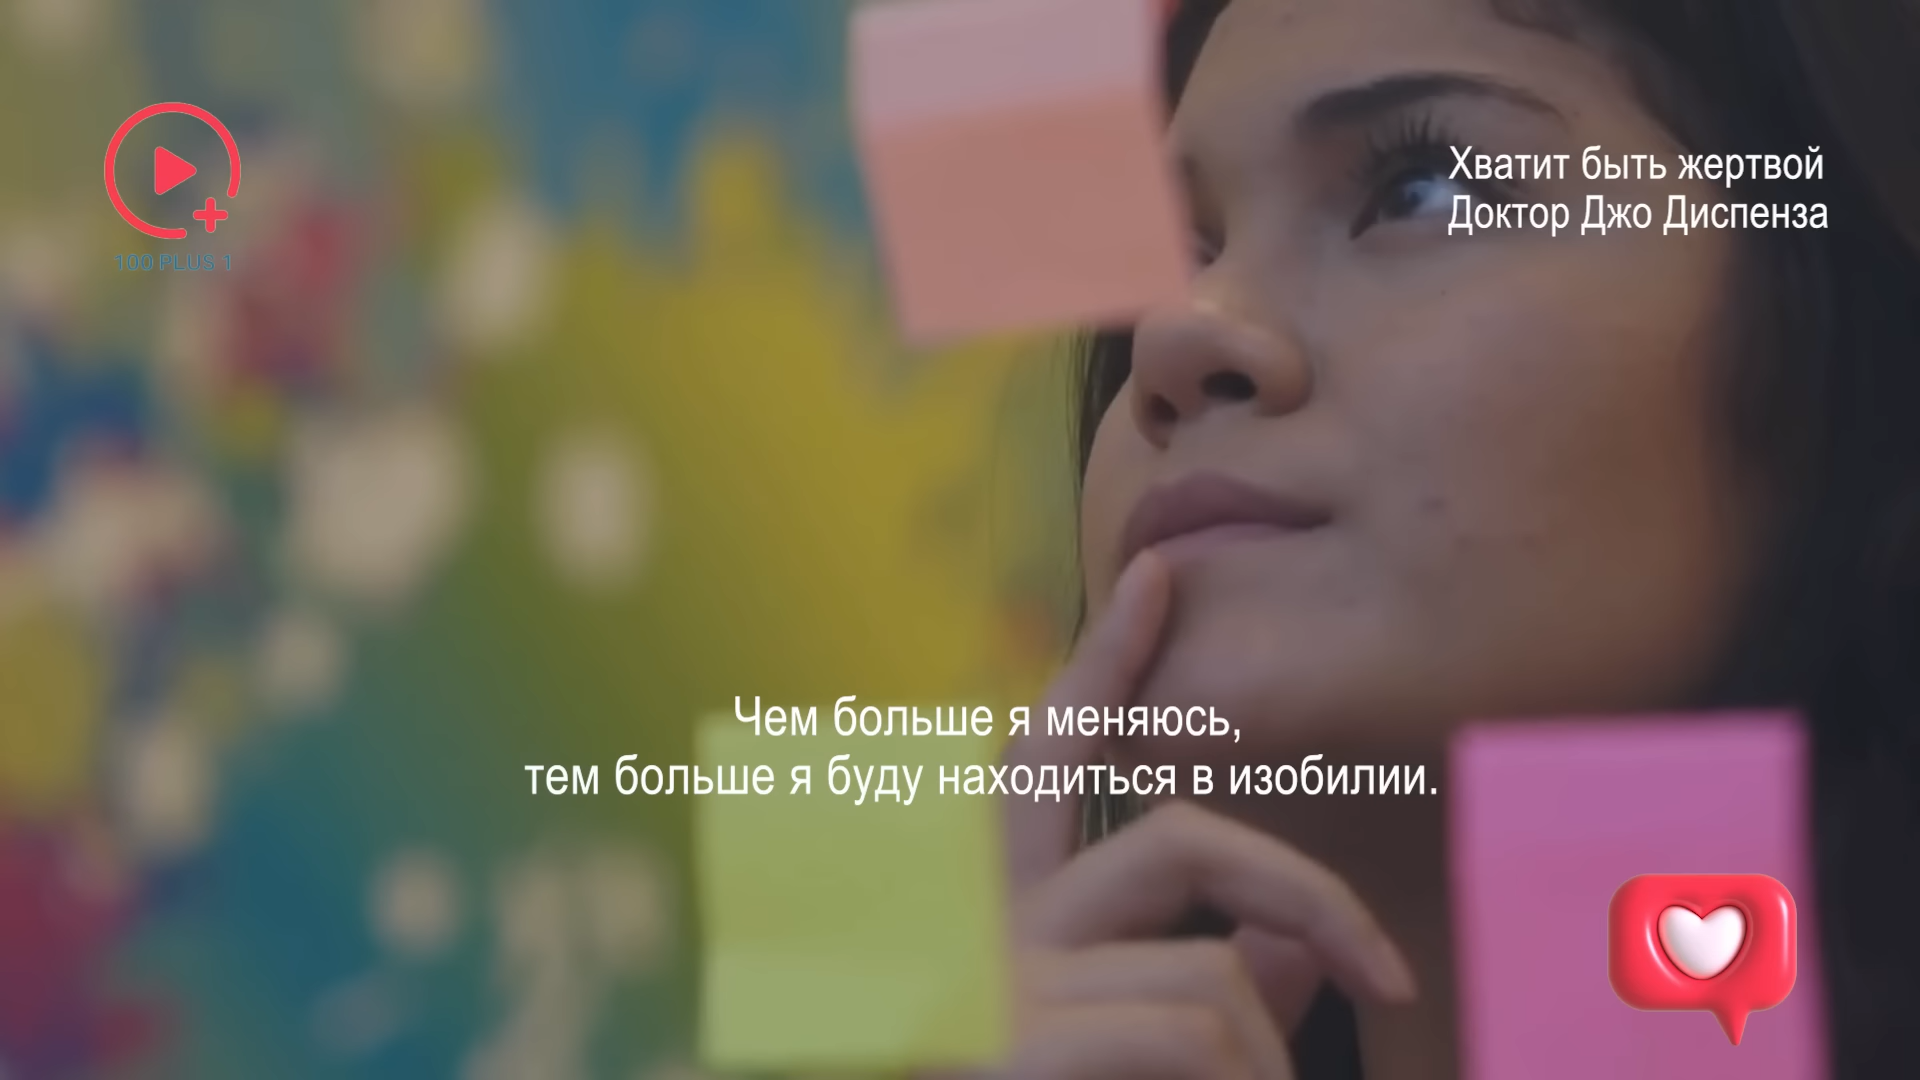 100 PLUS 1
Хватит быть жертвой
Доктор Джо Диспенза
Чем больше я меняюсь,
тем больше я буду находиться в изобилии.